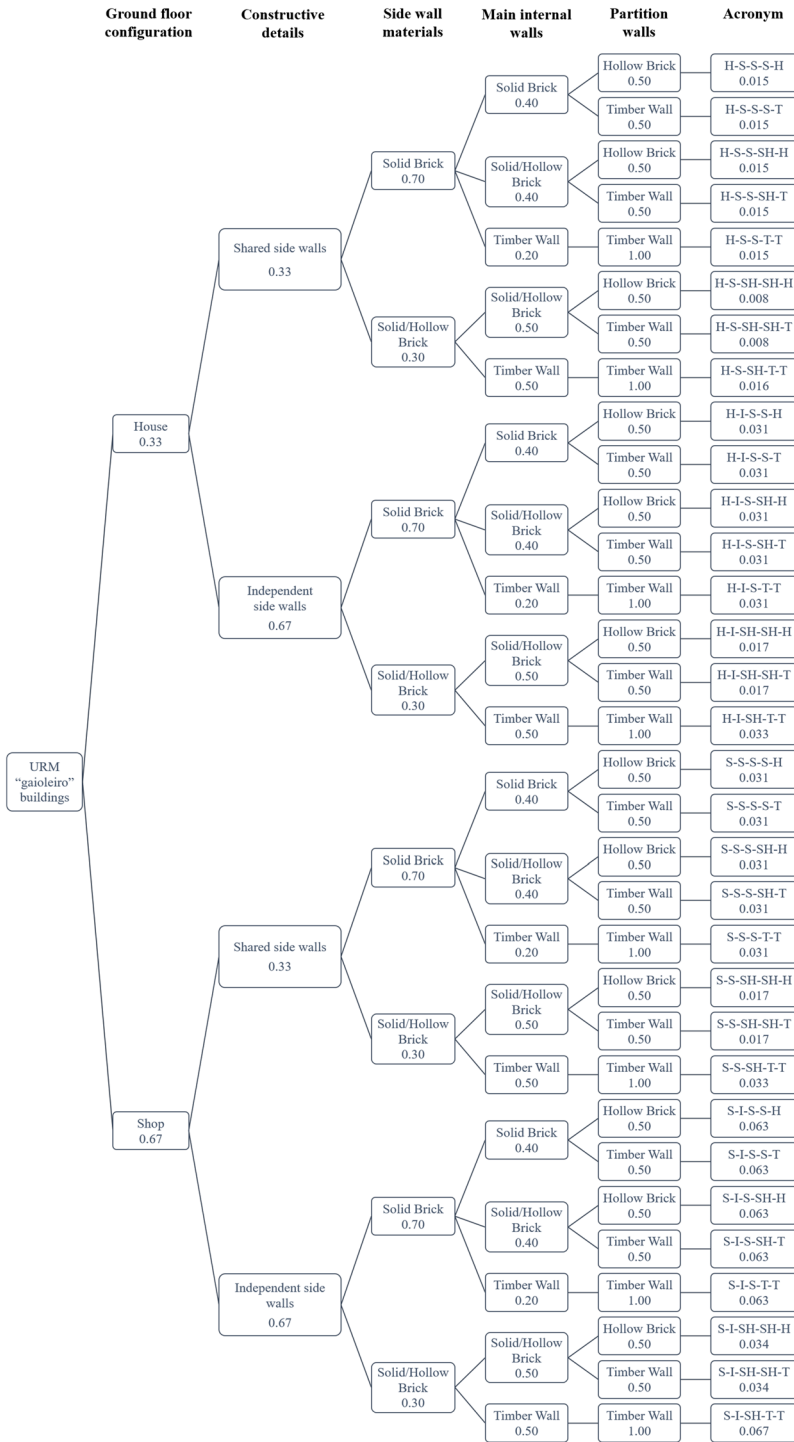 Ground floor
configuration
Constructive
details
Side wall
materials
Main internal
walls
Partition
walls
Acronym
URM
“gaioleiro”
buildings
House
0.33
Shared side walls
0.33
Solid Brick
0.70
Solid Brick
0.40
Hollow Brick
0.50
H-S-S-S-H
0.015
Timber Wall
0.50
H-S-S-S-T
0.015
Solid/Hollow
Brick
0.40
Hollow Brick
0.50
H-S-S-SH-H
0.015
Timber Wall
0.50
H-S-S-SH-T
0.015
Timber Wall
0.20
Timber Wall
1.00
H-S-S-T-T
0.015
Solid/Hollow
Brick
0.30
Solid/Hollow
Brick
0.50
Hollow Brick
0.50
H-S-SH-SH-H
0.008
Timber Wall
0.50
H-S-SH-SH-T
0.008
Timber Wall
0.50
Timber Wall
1.00
H-S-SH-T-T
0.016
Independent
side walls
0.67
Solid Brick
0.70
Solid Brick
0.40
Hollow Brick
0.50
H-I-S-S-H
0.031
Timber Wall
0.50
H-I-S-S-T
0.031
Solid/Hollow
Brick
0.40
Hollow Brick
0.50
H-I-S-SH-H
0.031
Timber Wall
0.50
H-I-S-SH-T
0.031
Timber Wall
0.20
Timber Wall
1.00
H-I-S-T-T
0.031
Solid/Hollow
Brick
0.30
Solid/Hollow
Brick
0.50
Hollow Brick
0.50
H-I-SH-SH-H
0.017
Timber Wall
0.50
H-I-SH-SH-T
0.017
Timber Wall
0.50
Timber Wall
1.00
H-I-SH-T-T
0.033
Shop
0.67
Shared side walls
0.33
Solid Brick
0.70
Solid Brick
0.40
Hollow Brick
0.50
S-S-S-S-H
0.031
Timber Wall
0.50
S-S-S-S-T
0.031
Solid/Hollow
Brick
0.40
Hollow Brick
0.50
S-S-S-SH-H
0.031
Timber Wall
0.50
S-S-S-SH-T
0.031
Timber Wall
0.20
Timber Wall
1.00
S-S-S-T-T
0.031
Solid/Hollow
Brick
0.30
Solid/Hollow
Brick
0.50
Hollow Brick
0.50
S-S-SH-SH-H
0.017
Timber Wall
0.50
S-S-SH-SH-T
0.017
Timber Wall
0.50
Timber Wall
1.00
S-S-SH-T-T
0.033
Independent side
walls
0.67
Solid Brick
0.70
Solid Brick
0.40
Hollow Brick
0.50
S-I-S-S-H
0.063
Timber Wall
0.50
S-I-S-S-T
0.063
Solid/Hollow
Brick
0.40
Hollow Brick
0.50
S-I-S-SH-H
0.063
Timber Wall
0.50
S-I-S-SH-T
0.063
Timber Wall
0.20
Timber Wall
1.00
S-I-S-T-T
0.063
Solid/Hollow
Brick
0.30
Solid/Hollow
Brick
0.50
Hollow Brick
0.50
S-I-SH-SH-H
0.034
Timber Wall
0.50
S-I-SH-SH-T
0.034
Timber Wall
0.50
Timber Wall
1.00
S-I-SH-T-T
0.067